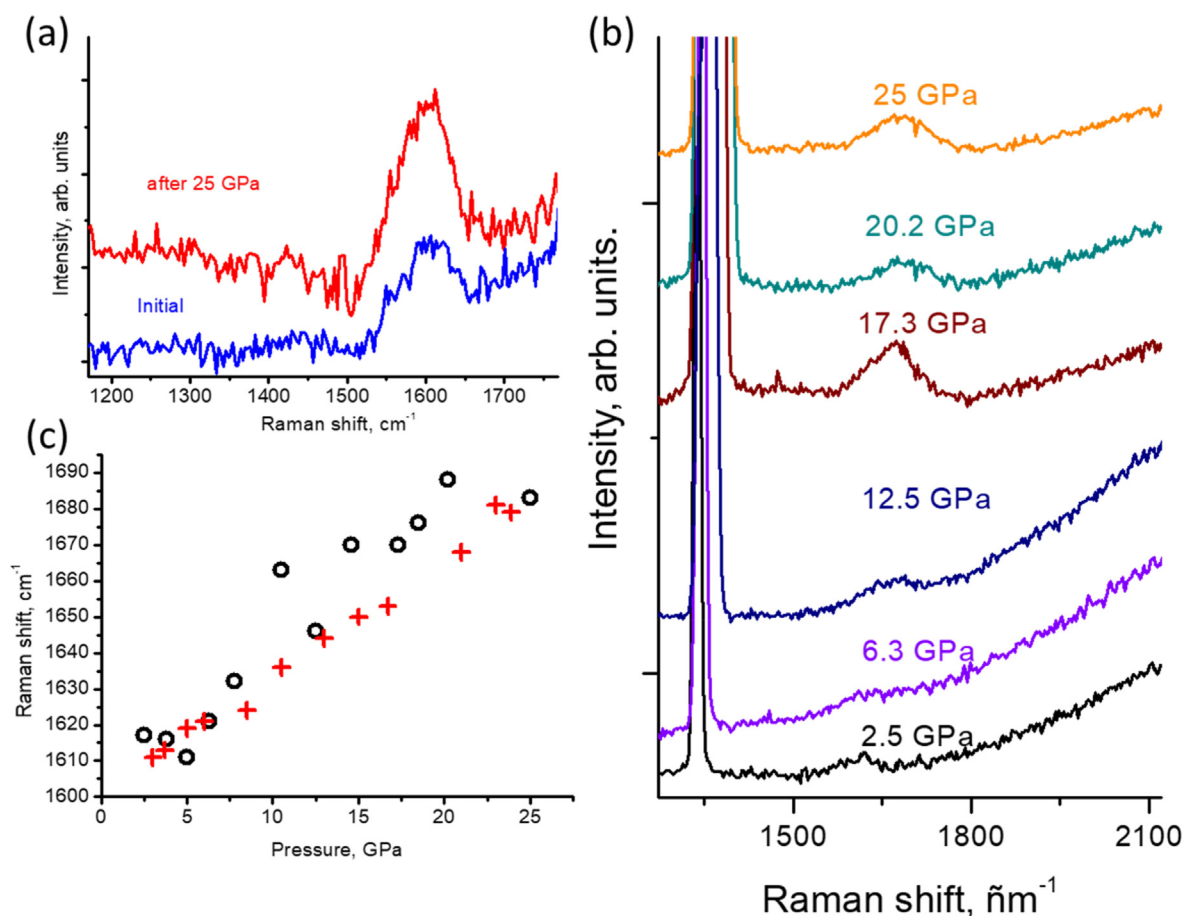 (a)
Intensity, arb. units
after 25 GPa
Initial
1200 1300 1400 1500 1600 1700
Raman shift, cm⁻¹
(b)
Intensity, arb. units.
25 GPa
20.2 GPa
17.3 GPa
12.5 GPa
6.3 GPa
2.5 GPa
1500 1800 2100
Raman shift, ñm⁻¹
(c)
Raman shift, cm⁻¹
1690
1680
1670
1660
1650
1640
1630
1620
1610
1600
0 5 10 15 20 25
Pressure, GPa